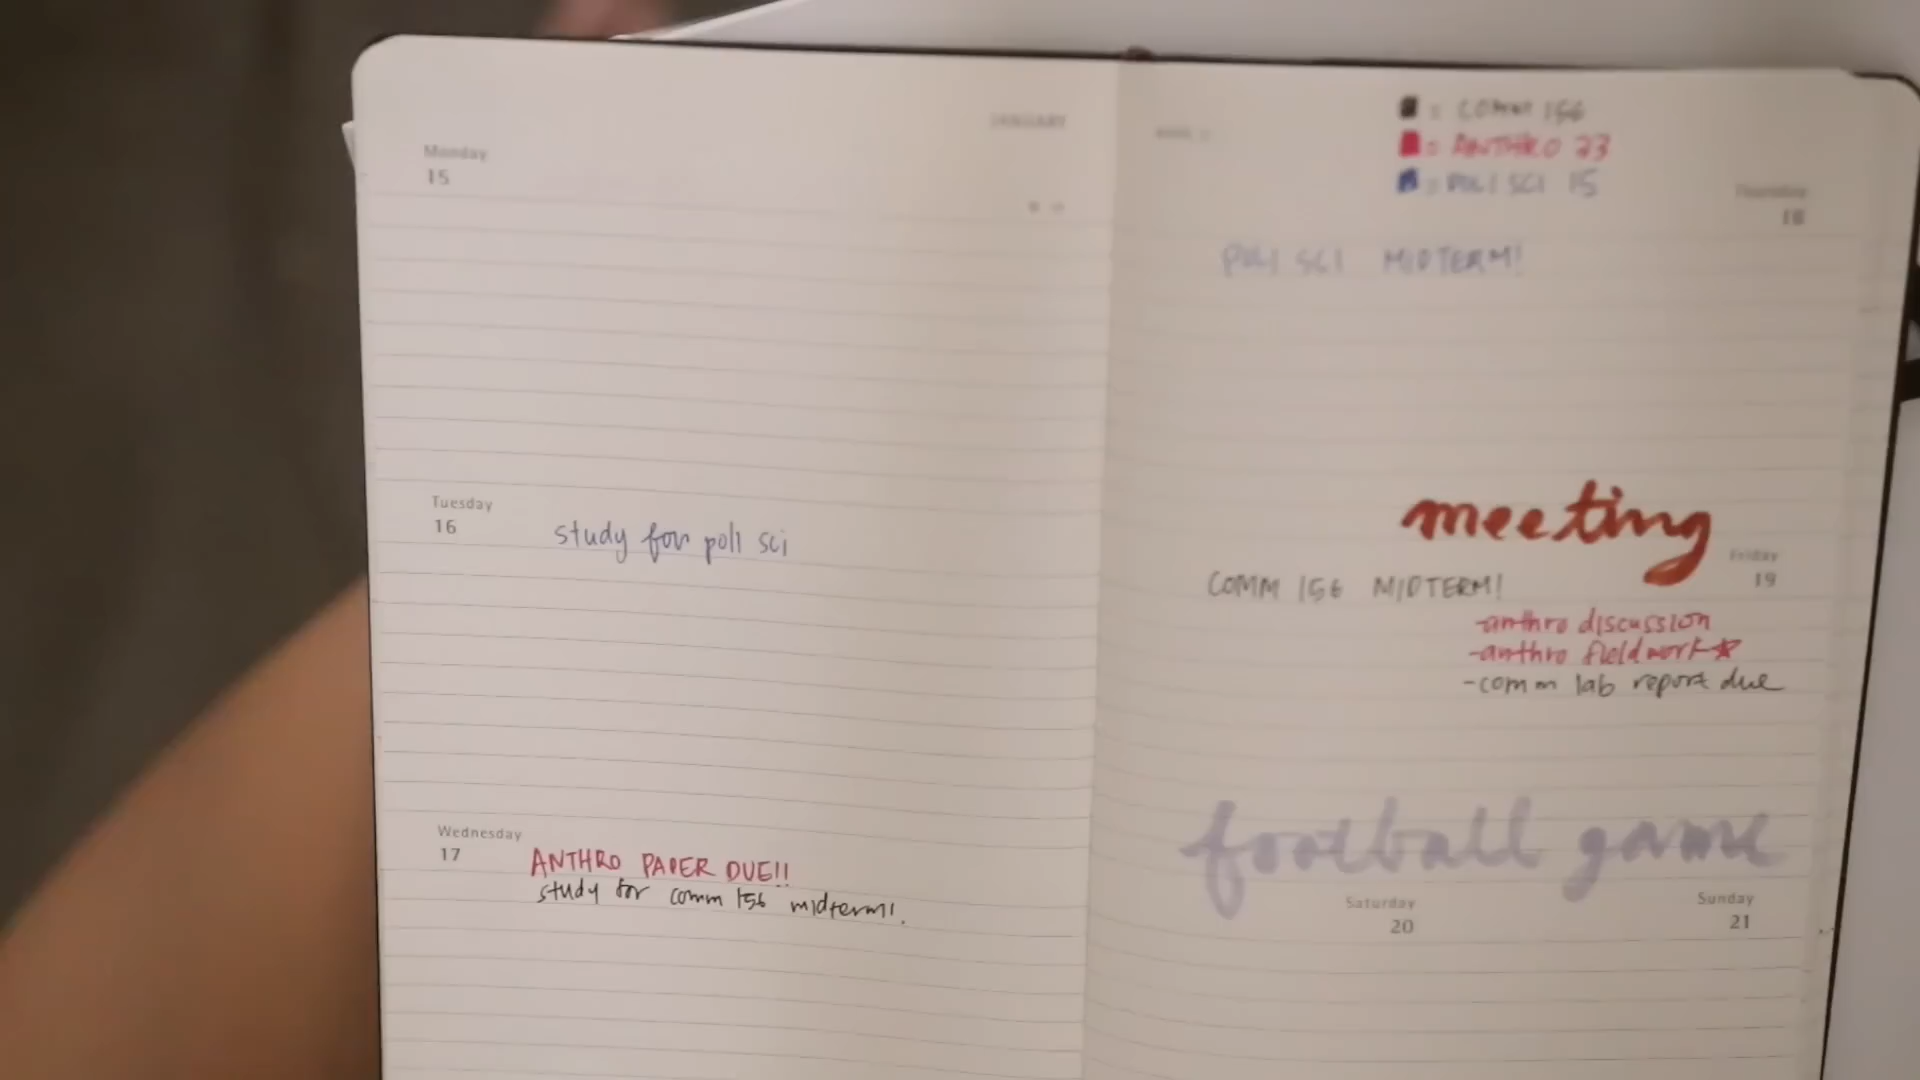 JANUARY
Monday
15
Tuesday
16
study for poli sci
Wednesday
17
ANTHRO PAPER DUE!!
study for comm 156 midterm!
= COMM 156
= ANTHRO 23
= POLI SCI 15
Thursday
18
POLI SCI MIDTERM!
meeting
Friday
19
COMM 156 MIDTERM!
-anthro discussion
-anthro fieldwork
-comm lab report due
football game
Saturday
20
Sunday
21